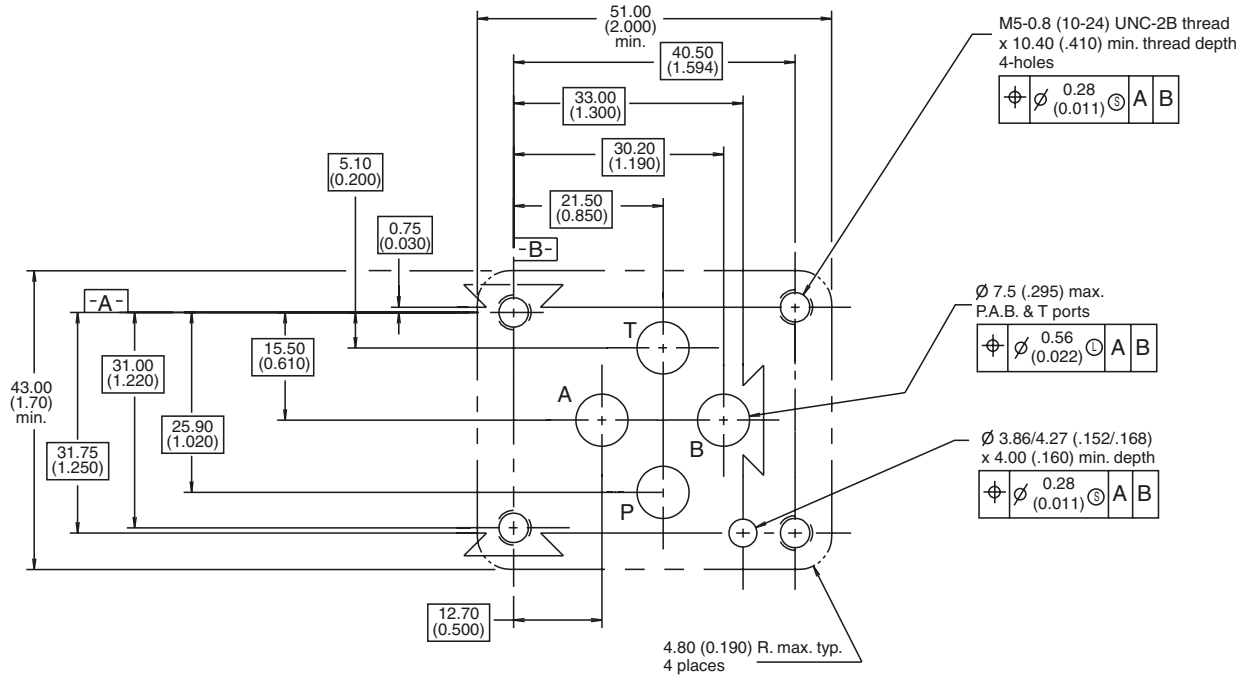 51.00
(2.000)
min.
40.50
(1.594)
33.00
(1.300)
30.20
(1.190)
21.50
(0.850)
5.10
(0.200)
0.75
(0.030)
-B-
-A-
15.50
(0.610)
31.00
(1.220)
25.90
(1.020)
43.00
(1.70)
min.
31.75
(1.250)
12.70
(0.500)
T
A
B
P
M5-0.8 (10-24) UNC-2B thread
x 10.40 (.410) min. thread depth
4-holes
⌖ Ø 0.28 Ⓢ A B
(0.011)
Ø 7.5 (.295) max.
P.A.B. & T ports
⌖ Ø 0.56 Ⓛ A B
(0.022)
Ø 3.86/4.27 (.152/.168)
x 4.00 (.160) min. depth
⌖ Ø 0.28 Ⓢ A B
(0.011)
4.80 (0.190) R. max. typ.
4 places